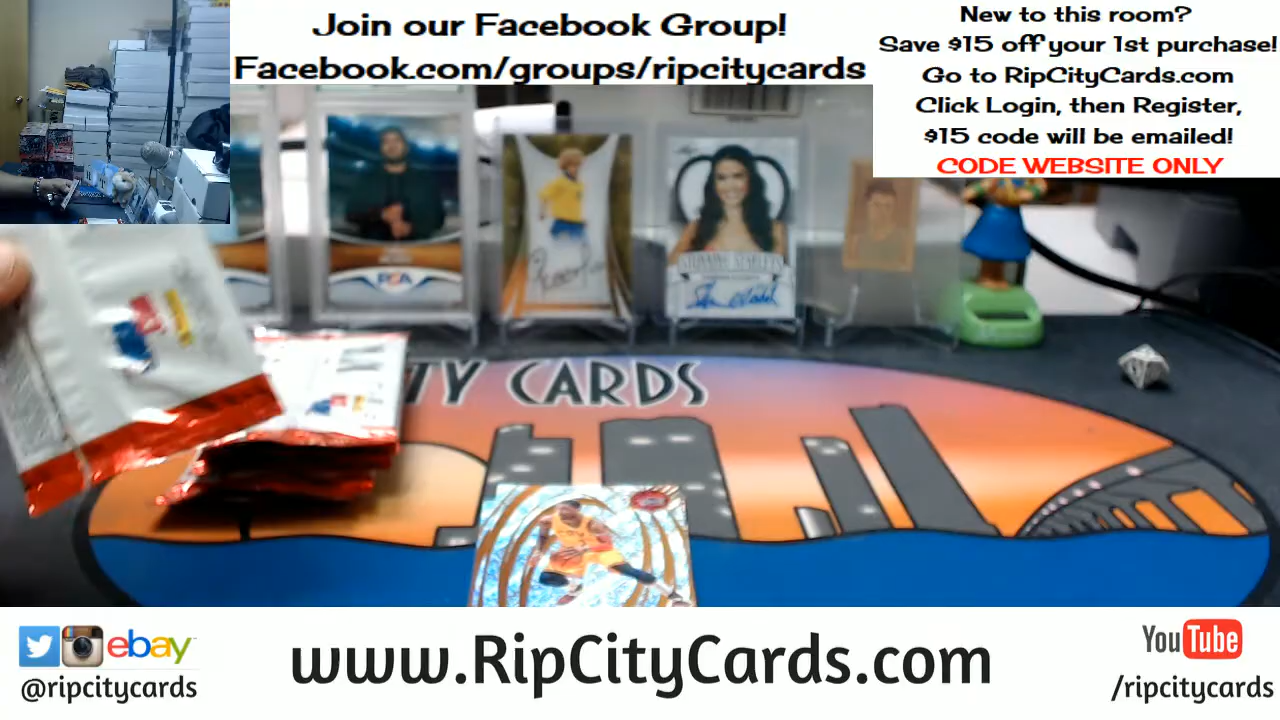 Join our Facebook Group!
Facebook.com/groups/ripcitycards
New to this room?
Save $15 off your 1st purchase!
Go to RipCityCards.com
Click Login, then Register,
$15 code will be emailed!
CODE WEBSITE ONLY
STUNNING STARLETS
TY CARDS
ebay
@ripcitycards
www.RipCityCards.com
YouTube
/ripcitycards